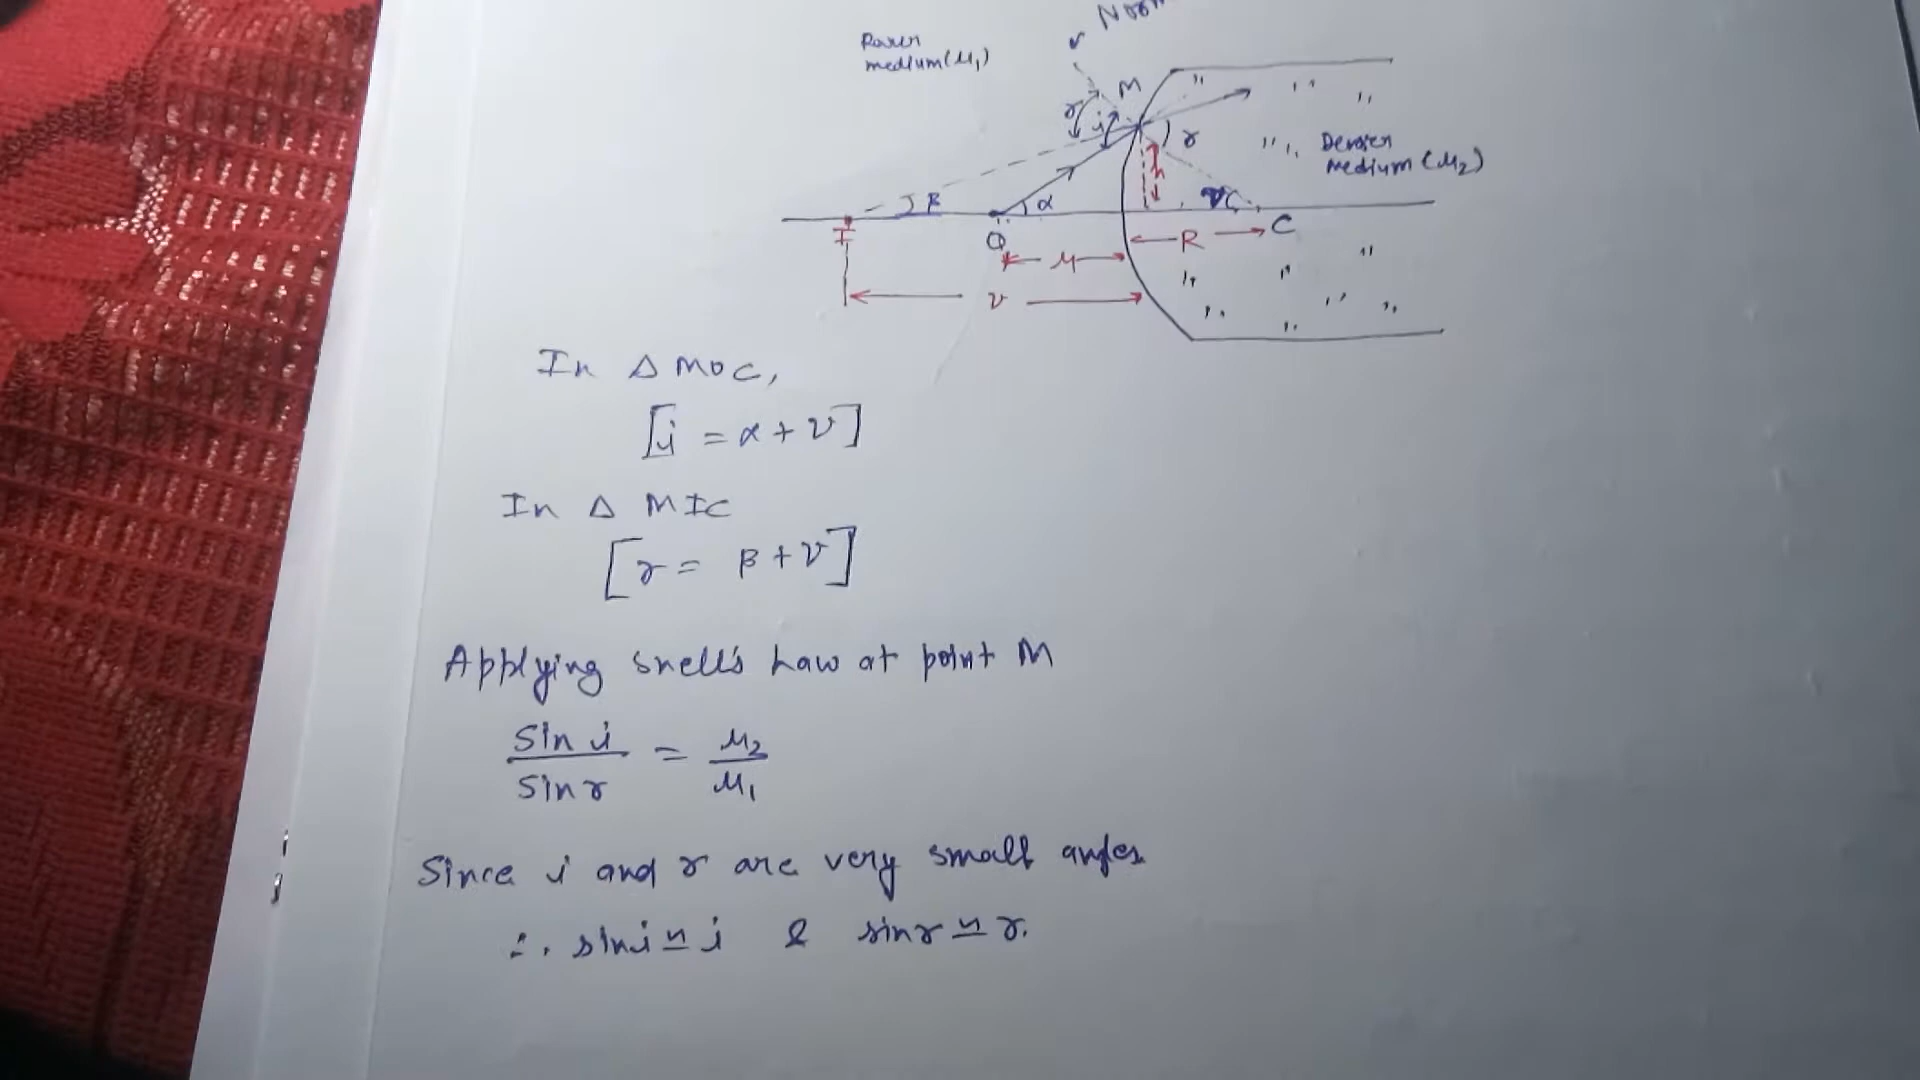 Rarer
medium(μ₁)
M
r
i
r
h
Denser
medium (μ₂)
β
α
I
O
C
u
R
v
In Δ MOC,
[i = α + ν]
In Δ MIC
[r = β + ν]
Applying snell's Law at point M
sin i / sin r = μ₂ / μ₁
Since i and r are very small angles
∴ sin i ≃ i & sin r ≃ r.